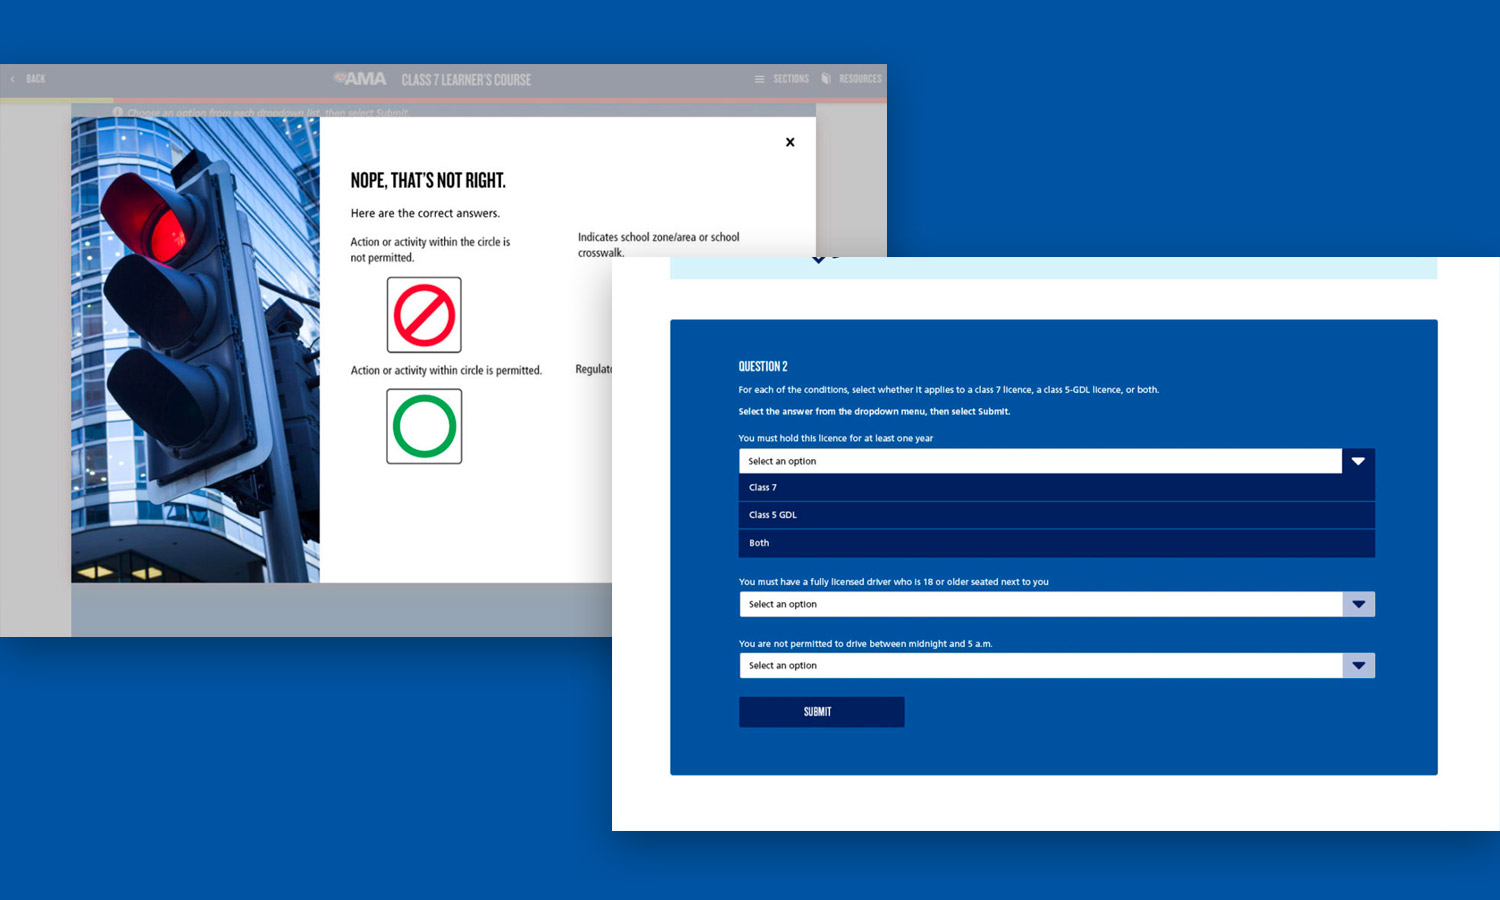 BACK
AMA
CLASS 7 LEARNER'S COURSE
SECTIONS
RESOURCES
Choose an option from each dropdown list, then select Submit.
NOPE, THAT'S NOT RIGHT.
Here are the correct answers.
Action or activity within the circle is
not permitted.
Indicates school zone/area or school
crosswalk.
Action or activity within circle is permitted.
QUESTION 2
For each of the conditions, select whether it applies to a class 7 licence, a class 5-GDL licence, or both.
Select the answer from the dropdown menu, then select Submit.
You must hold this licence for at least one year
Select an option
Class 7
Class 5 GDL
Both
You must have a fully licensed driver who is 18 or older seated next to you
Select an option
You are not permitted to drive between midnight and 5 a.m.
Select an option
SUBMIT